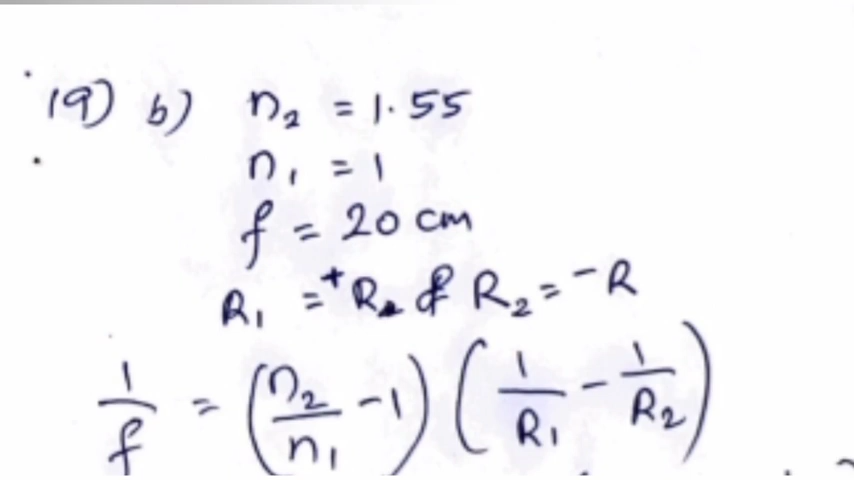 19) b) n₂ = 1.55
n₁ = 1
f = 20 cm
R₁ = +R & R₂ = -R
1/f = (n₂/n₁ - 1) (1/R₁ - 1/R₂)